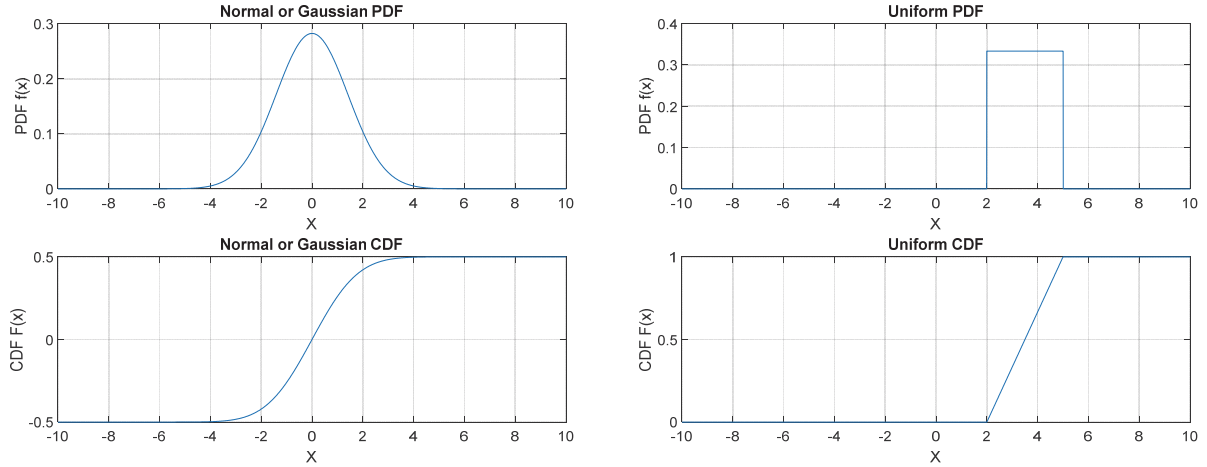 Normal or Gaussian PDF
0.3
0.2
0.1
0
PDF f(x)
-10 -8 -6 -4 -2 0 2 4 6 8 10
X
Uniform PDF
0.4
0.3
0.2
0.1
0
PDF f(x)
-10 -8 -6 -4 -2 0 2 4 6 8 10
X
Normal or Gaussian CDF
0.5
0
-0.5
CDF F(x)
-10 -8 -6 -4 -2 0 2 4 6 8 10
X
Uniform CDF
1
0.5
0
CDF F(x)
-10 -8 -6 -4 -2 0 2 4 6 8 10
X